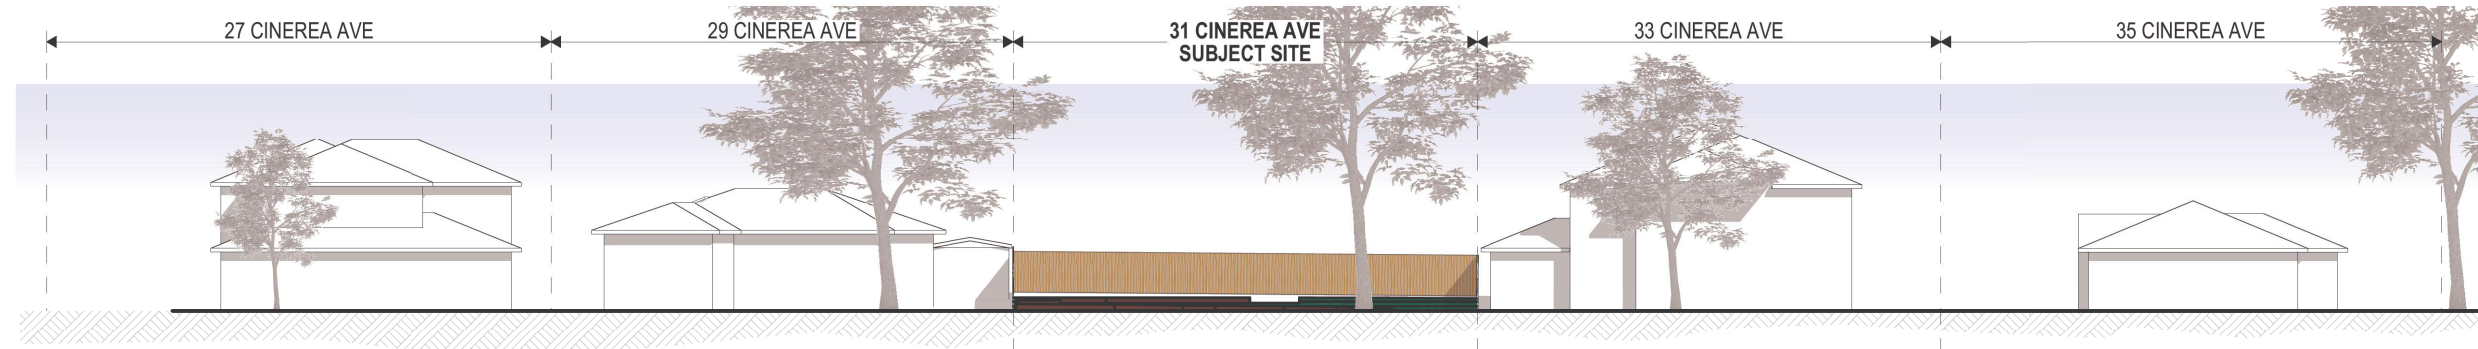 27 CINEREA AVE
29 CINEREA AVE
31 CINEREA AVE
SUBJECT SITE
33 CINEREA AVE
35 CINEREA AVE